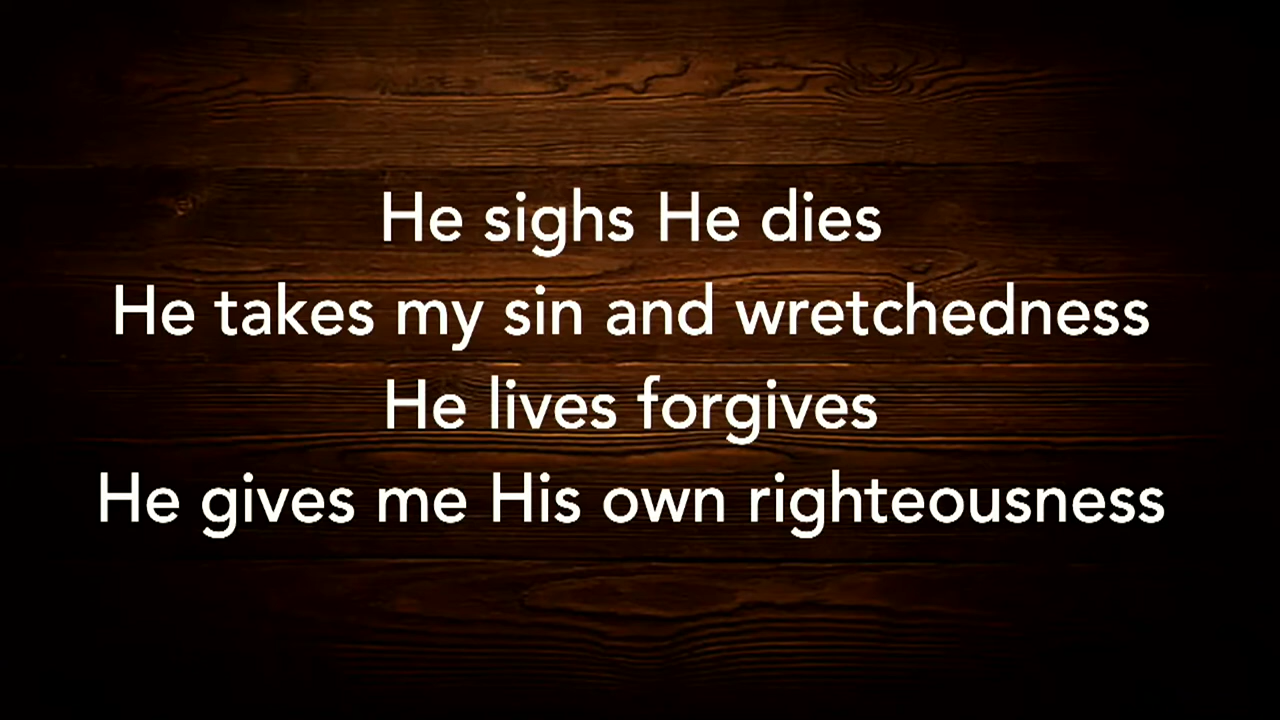 He sighs He dies
He takes my sin and wretchedness
He lives forgives
He gives me His own righteousness